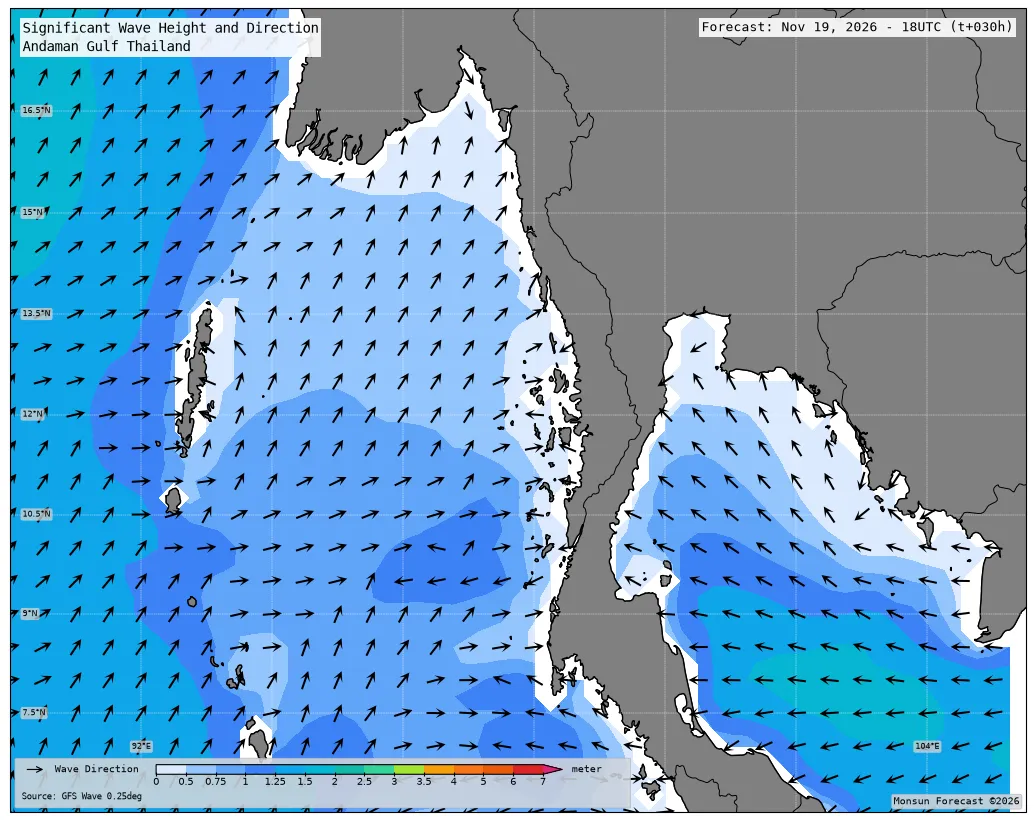 Significant Wave Height and Direction
Andaman Gulf Thailand
Forecast: Nov 19, 2026 - 18UTC (t+030h)
16.5°N
15°N
13.5°N
12°N
10.5°N
9°N
7.5°N
92°E
104°E
Wave Direction
meter
0 0.5 0.75 1 1.25 1.5 2 2.5 3 3.5 4 5 6 7
Source: GFS Wave 0.25deg
Monsun Forecast ©2026